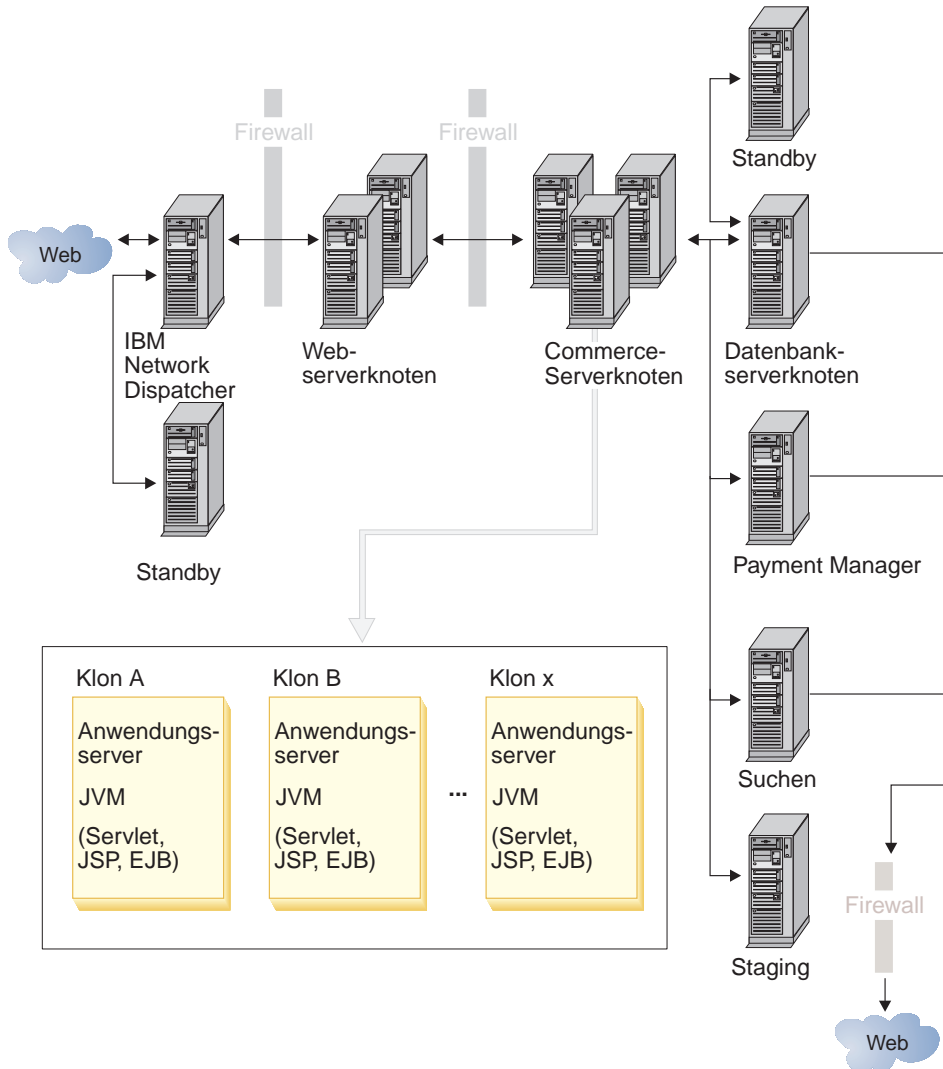 Firewall
Firewall
Standby
Web
IBM
Network
Dispatcher
Web-
serverknoten
Commerce-
Serverknoten
Datenbank-
serverknoten
Standby
Payment Manager
Klon A
Anwendungs-
server
JVM
(Servlet,
JSP, EJB)
Klon B
Anwendungs-
server
JVM
(Servlet,
JSP, EJB)
...
Klon x
Anwendungs-
server
JVM
(Servlet,
JSP, EJB)
Suchen
Staging
Firewall
Web